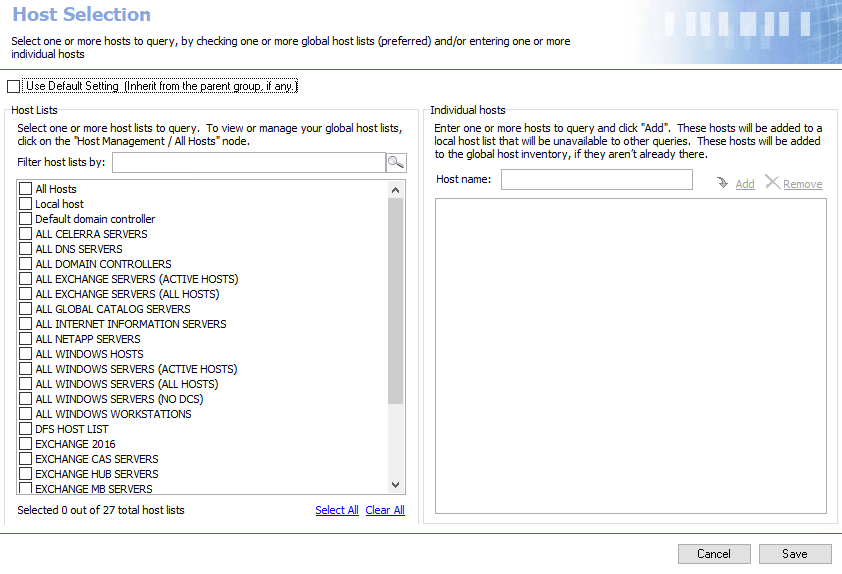 Host Selection
Select one or more hosts to query, by checking one or more global host lists (preferred) and/or entering one or more
individual hosts
Use Default Setting (Inherit from the parent group, if any.)
Host Lists
Select one or more host lists to query. To view or manage your global host lists,
click on the "Host Management / All Hosts" node.
Filter host lists by:
All Hosts
Local host
Default domain controller
ALL CELERRA SERVERS
ALL DNS SERVERS
ALL DOMAIN CONTROLLERS
ALL EXCHANGE SERVERS (ACTIVE HOSTS)
ALL EXCHANGE SERVERS (ALL HOSTS)
ALL GLOBAL CATALOG SERVERS
ALL INTERNET INFORMATION SERVERS
ALL NETAPP SERVERS
ALL WINDOWS HOSTS
ALL WINDOWS SERVERS (ACTIVE HOSTS)
ALL WINDOWS SERVERS (ALL HOSTS)
ALL WINDOWS SERVERS (NO DCS)
ALL WINDOWS WORKSTATIONS
DFS HOST LIST
EXCHANGE 2016
EXCHANGE CAS SERVERS
EXCHANGE HUB SERVERS
EXCHANGE MB SERVERS
Selected 0 out of 27 total host lists
Select All Clear All
Individual hosts
Enter one or more hosts to query and click "Add". These hosts will be added to a
local host list that will be unavailable to other queries. These hosts will be added
to the global host inventory, if they aren't already there.
Host name:
Add Remove
Cancel Save